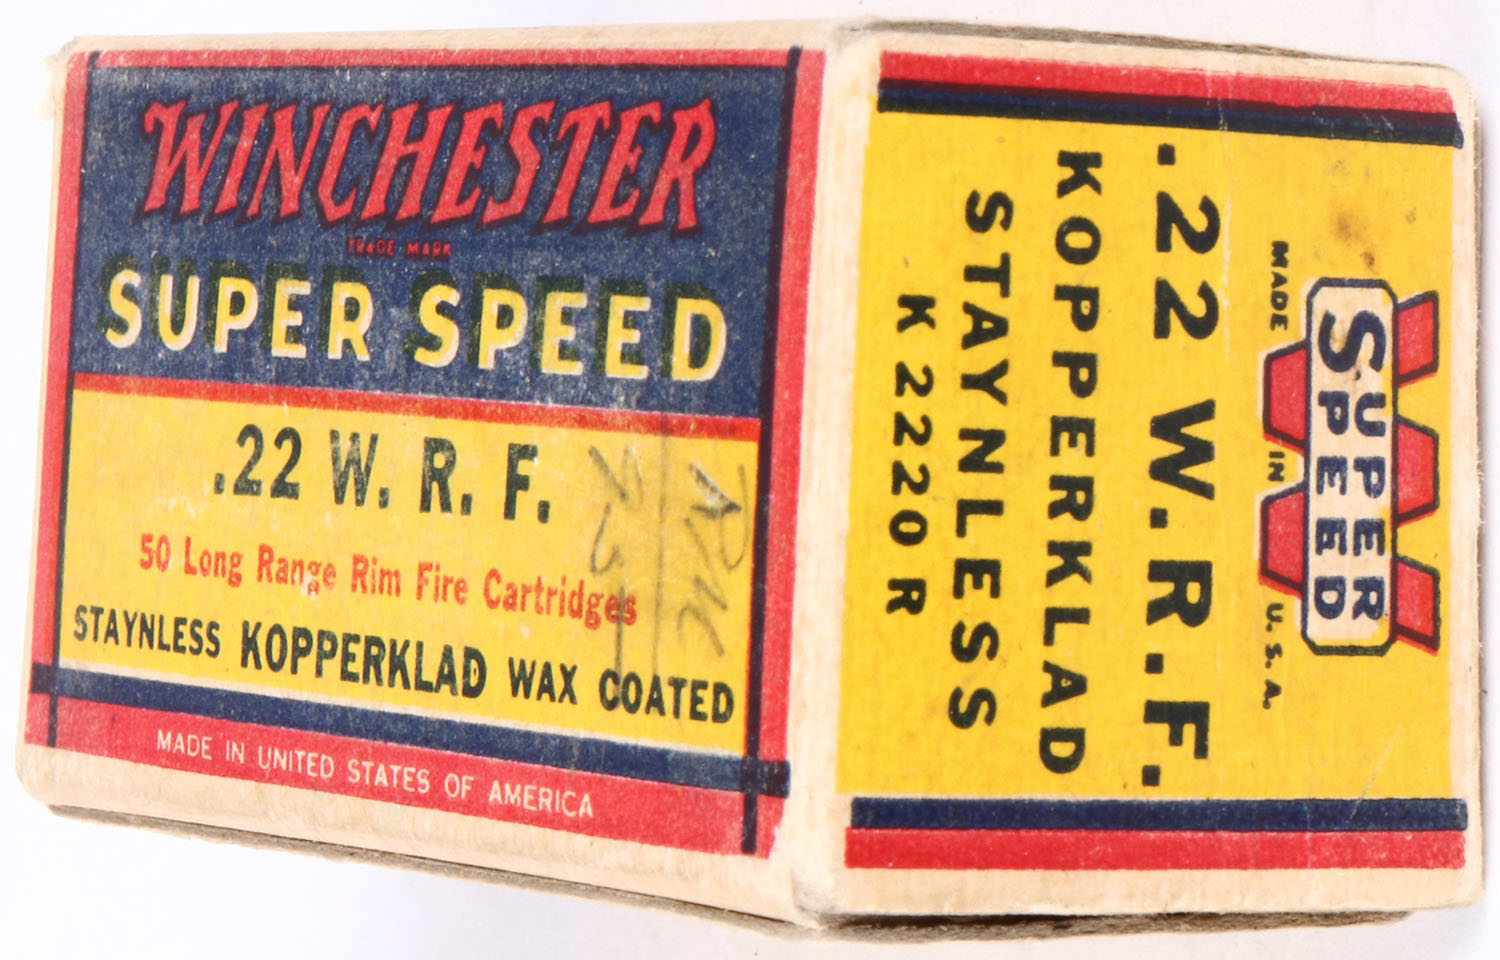 WINCHESTER
TRADE-MARK
SUPER SPEED
.22 W. R. F.
50 Long Range Rim Fire Cartridges
STAYNLESS KOPPERKLAD WAX COATED
MADE IN UNITED STATES OF AMERICA
SUPER
SPEED
MADE IN U. S. A.
.22 W.R.F.
KOPPERKLAD
STAYNLESS
K2220R